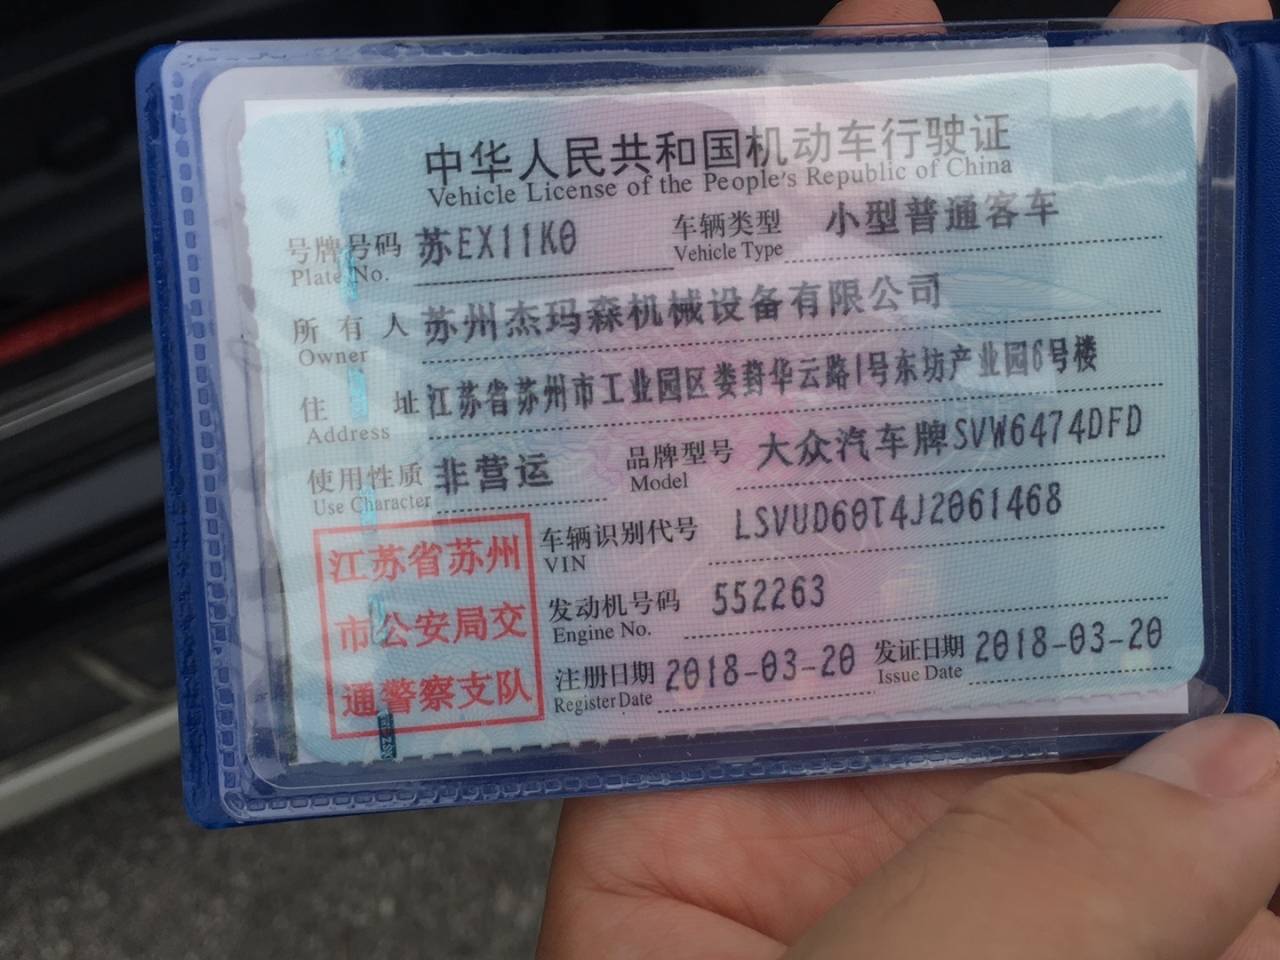 中华人民共和国机动车行驶证
Vehicle License of the People's Republic of China
号牌号码 苏EX11K0 车辆类型 小型普通客车
Plate No. Vehicle Type
所有人 苏州杰玛森机械设备有限公司
Owner
住址 江苏省苏州市工业园区娄葑华云路1号东坊产业园6号楼
Address
使用性质 非营运 品牌型号 大众汽车牌SVW6474DFD
Use Character Model
车辆识别代号 LSVUD60T4J2061468
VIN
发动机号码 552263
Engine No.
注册日期 2018-03-20 发证日期 2018-03-20
Register Date Issue Date
江苏省苏州
市公安局交
通警察支队